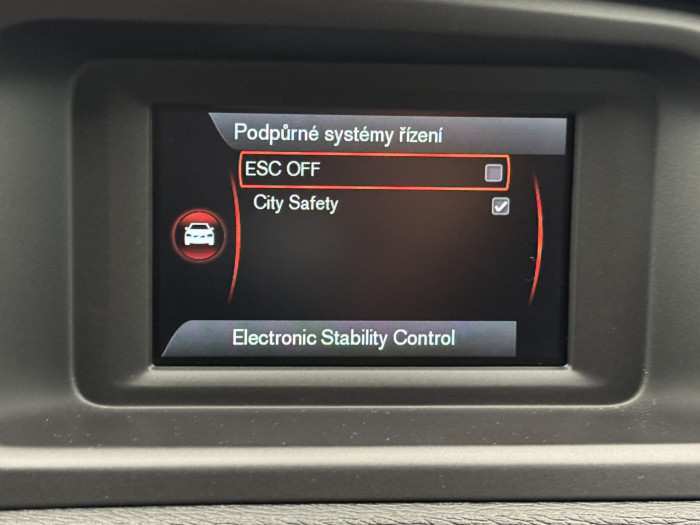 Podpůrné systémy řízení
ESC OFF
City Safety
Electronic Stability Control